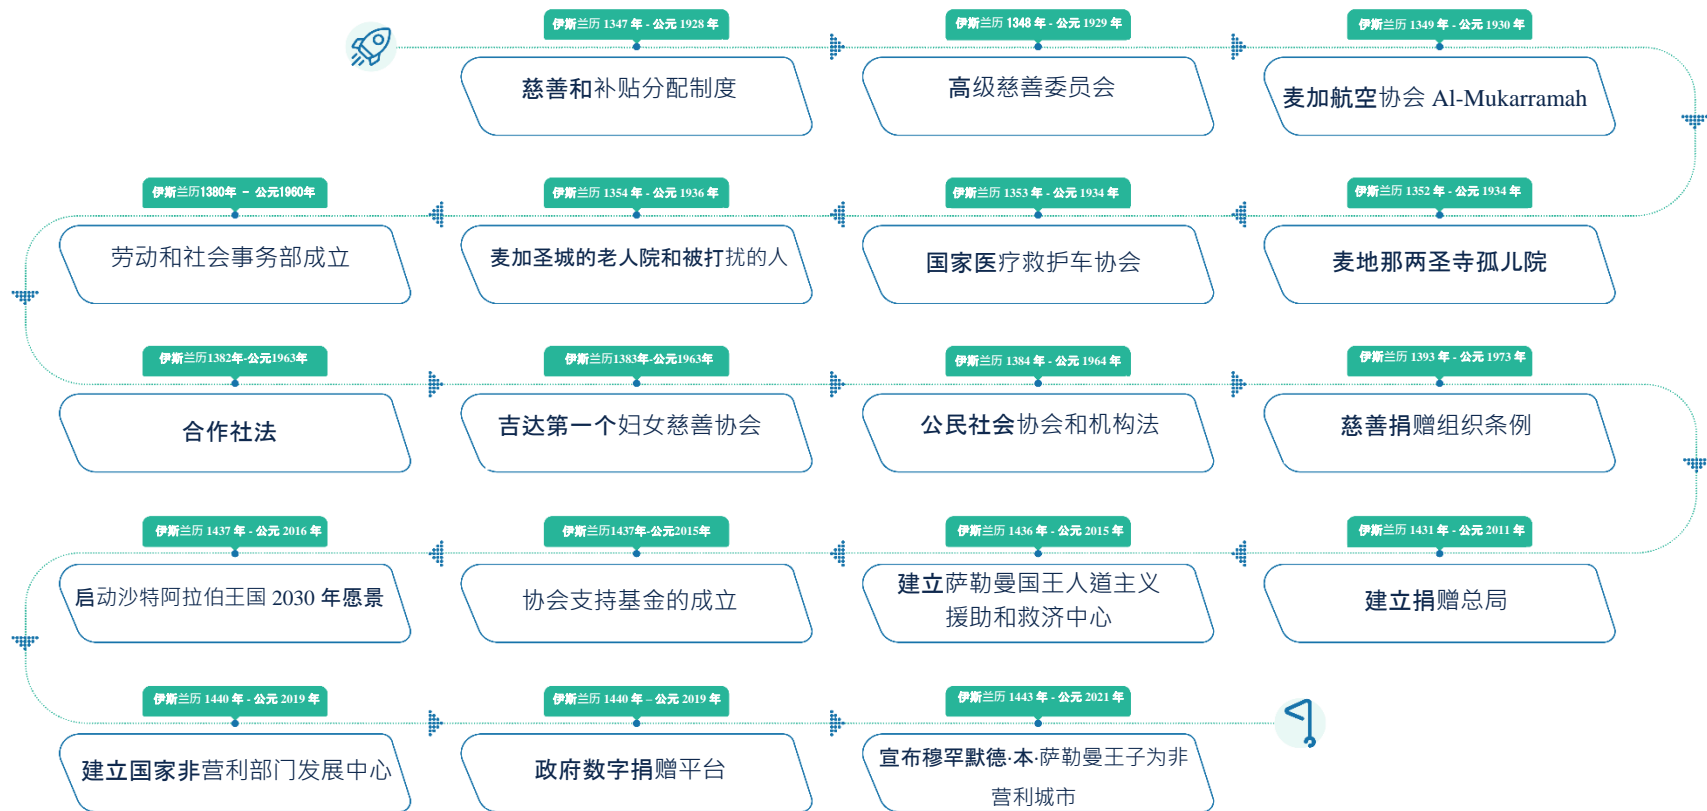 伊斯兰历 1347 年 - 公元 1928 年
慈善和补贴分配制度
伊斯兰历 1348 年 - 公元 1929 年
高级慈善委员会
伊斯兰历 1349 年 - 公元 1930 年
麦加航空协会 Al-Mukarramah
伊斯兰历 1352 年 - 公元 1934 年
麦地那两圣寺孤儿院
伊斯兰历 1353 年 - 公元 1934 年
国家医疗救护车协会
伊斯兰历 1354 年 - 公元 1936 年
麦加圣城的老人院和被打扰的人
伊斯兰历1380年 - 公元1960年
劳动和社会事务部成立
伊斯兰历1382年-公元1963年
合作社法
伊斯兰历1383年-公元1963年
吉达第一个妇女慈善协会
伊斯兰历 1384 年 - 公元 1964 年
公民社会协会和机构法
伊斯兰历 1393 年 - 公元 1973 年
慈善捐赠组织条例
伊斯兰历 1431 年 - 公元 2011 年
建立捐赠总局
伊斯兰历 1436 年 - 公元 2015 年
建立萨勒曼国王人道主义
援助和救济中心
伊斯兰历1437年-公元2015年
协会支持基金的成立
伊斯兰历 1437 年 - 公元 2016 年
启动沙特阿拉伯王国 2030 年愿景
伊斯兰历 1440 年 - 公元 2019 年
建立国家非营利部门发展中心
伊斯兰历 1440 年 – 公元 2019 年
政府数字捐赠平台
伊斯兰历 1443 年 - 公元 2021 年
宣布穆罕默德·本·萨勒曼王子为非
营利城市